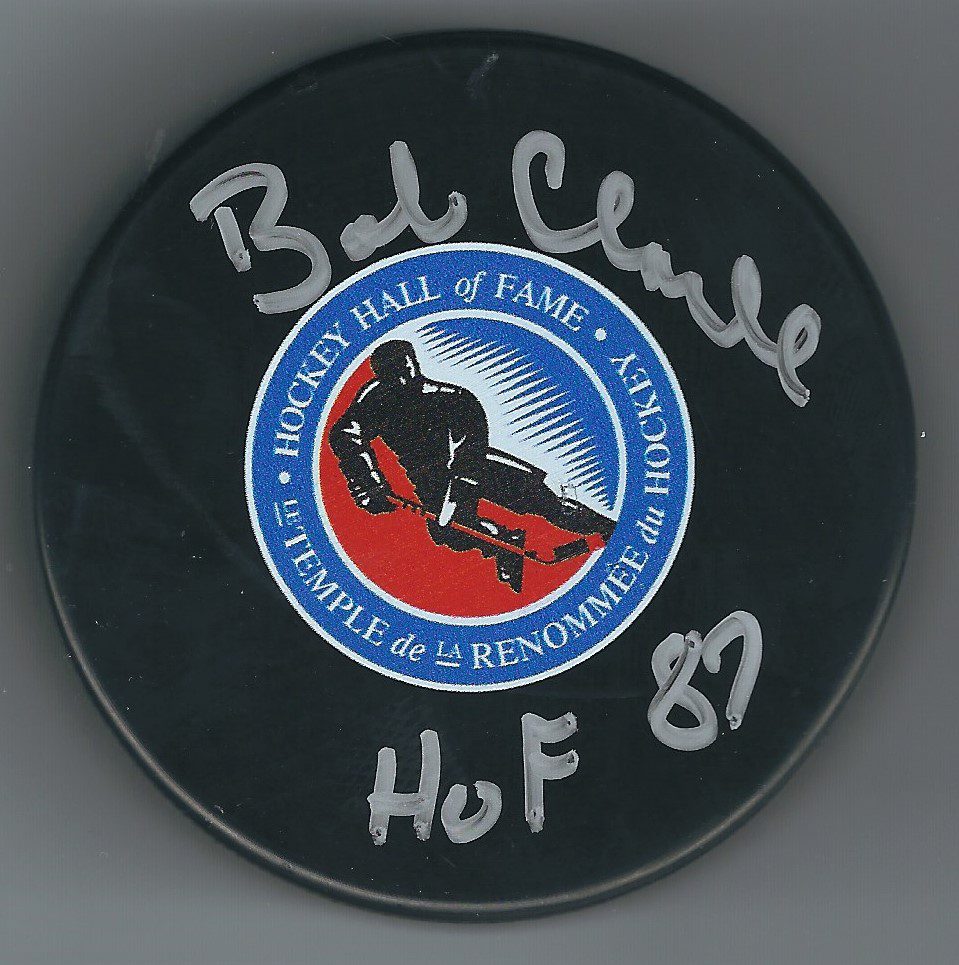 Bob Clarke
HOCKEY HALL of FAME
LE TEMPLE de LA RENOMMÉE du HOCKEY
HOF 87